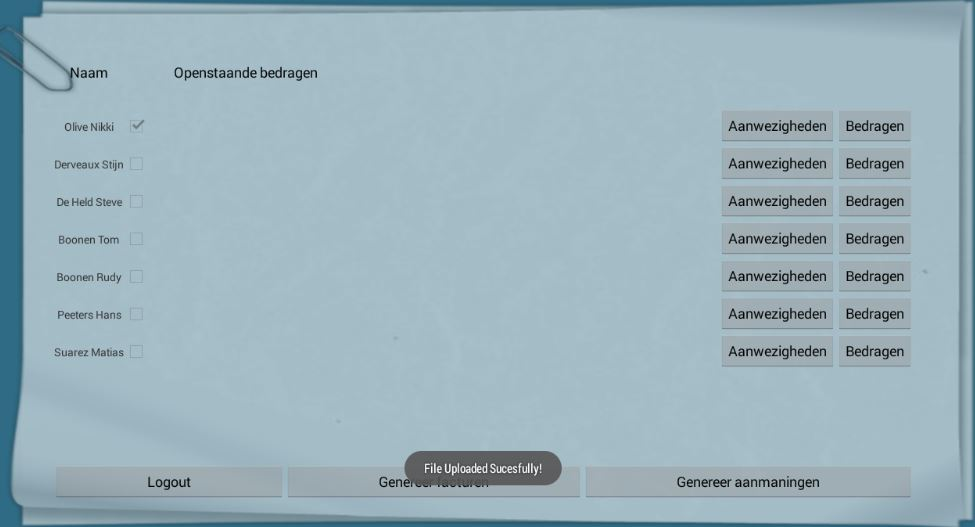 Naam Openstaande bedragen
Olive Nikki Aanwezigheden Bedragen
Derveaux Stijn Aanwezigheden Bedragen
De Held Steve Aanwezigheden Bedragen
Boonen Tom Aanwezigheden Bedragen
Boonen Rudy Aanwezigheden Bedragen
Peeters Hans Aanwezigheden Bedragen
Suarez Matias Aanwezigheden Bedragen
File Uploaded Sucesfully!
Logout Genereer facturen Genereer aanmaningen